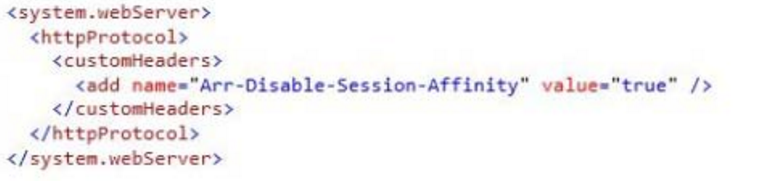 <system.webServer>
<httpProtocol>
<customHeaders>
<add name="Arr-Disable-Session-Affinity" value="true" />
</customHeaders>
</httpProtocol>
</system.webServer>